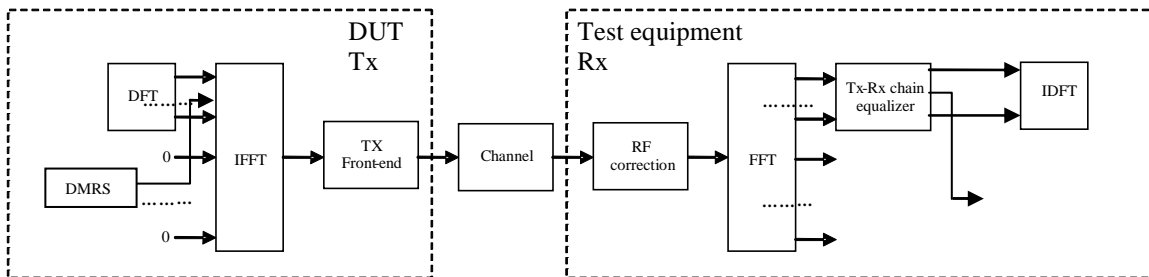 DUT
Tx
Test equipment
Rx
DFT
………
0
DMRS
………
0
IFFT
TX
Front-end
Channel
RF
correction
FFT
………
………
Tx-Rx chain
equalizer
IDFT